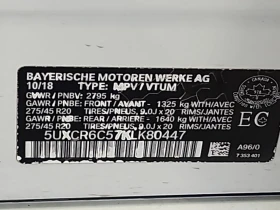 BAYERISCHE MOTOREN WERKE AG
10/18 TYPE: MPV/VTUM
GVWR / PNBV: 2795 kg
GAWR / PNBE: FRONT / AVANT - 1325 kg WITH/AVEC
275/45 R20 TIRES/PNEUS, 9.0J x 20 RIMS/JANTES
GAWR / PNBE: REAR / ARRIERE - 1640 kg WITH/AVEC
275/45 R20 TIRES/PNEUS, 9.0J x 20 RIMS/JANTES
EC
5UXCR6C57KLK80447
A96/0
T 353 401